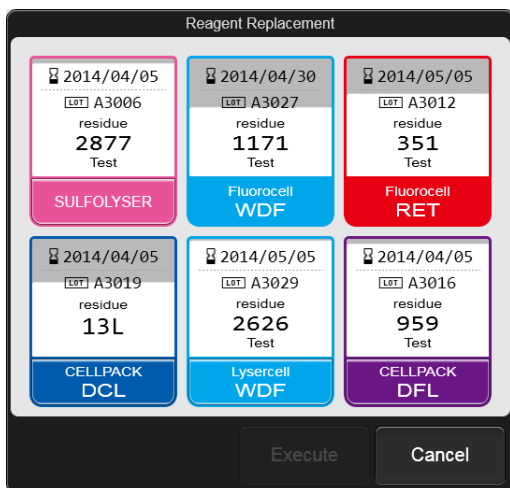 Reagent Replacement
2014/04/05
LOT A3006
residue
2877
Test
SULFOLYSER
2014/04/30
LOT A3027
residue
1171
Test
Fluorocell
WDF
2014/05/05
LOT A3012
residue
351
Test
Fluorocell
RET
2014/04/05
LOT A3019
residue
13L
CELLPACK
DCL
2014/05/05
LOT A3029
residue
2626
Test
Lysercell
WDF
2014/04/05
LOT A3016
residue
959
Test
CELLPACK
DFL
Execute
Cancel